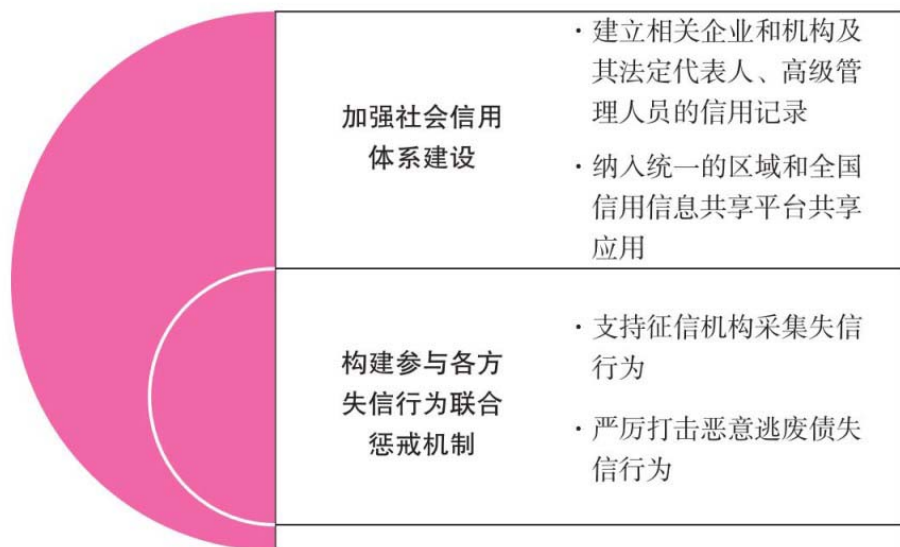 加强社会信用
体系建设
·建立相关企业和机构及
其法定代表人、高级管
理人员的信用记录
·纳入统一的区域和全国
信用信息共享平台共享
应用
构建参与各方
失信行为联合
惩戒机制
·支持征信机构采集失信
行为
·严厉打击恶意逃废债失
信行为